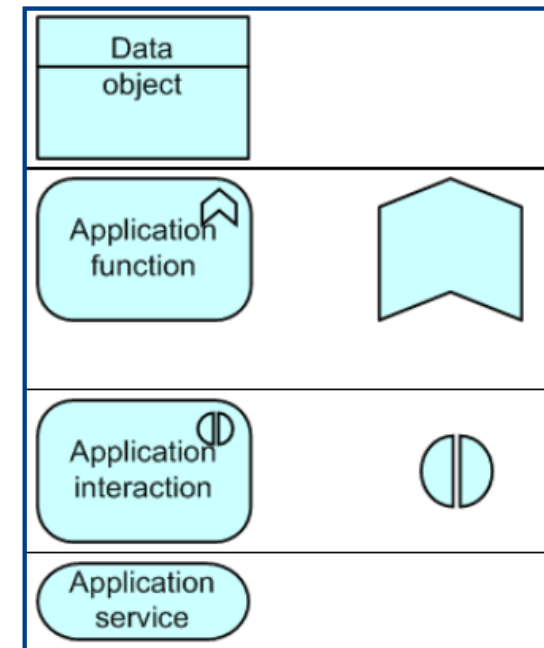 Data
object
Application
function
Application
interaction
Application
service